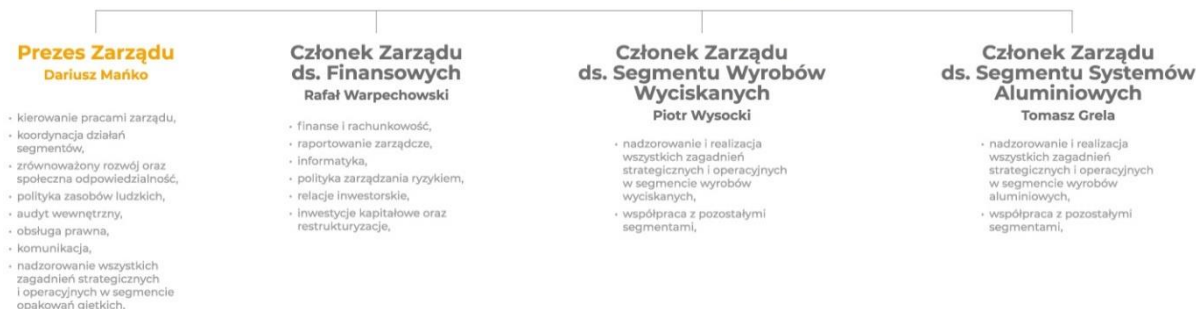 Prezes Zarządu
Dariusz Mańko
• kierowanie pracami zarządu,
• koordynacja działań
segmentów,
• zrównoważony rozwój oraz
społeczna odpowiedzialność,
• polityka zasobów ludzkich,
• audyt wewnętrzny,
• obsługa prawna,
• komunikacja,
• nadzorowanie wszystkich
zagadnień strategicznych
i operacyjnych w segmencie
opakowań giętkich,
Członek Zarządu
ds. Finansowych
Rafał Warpechowski
• finanse i rachunkowość,
• raportowanie zarządcze,
• informatyka,
• polityka zarządzania ryzykiem,
• relacje inwestorskie,
• inwestycje kapitałowe oraz
restrukturyzacje,
Członek Zarządu
ds. Segmentu Wyrobów
Wyciskanych
Piotr Wysocki
• nadzorowanie i realizacja
wszystkich zagadnień
strategicznych i operacyjnych
w segmencie wyrobów
wyciskanych,
• współpraca z pozostałymi
segmentami,
Członek Zarządu
ds. Segmentu Systemów
Aluminiowych
Tomasz Grela
• nadzorowanie i realizacja
wszystkich zagadnień
strategicznych i operacyjnych
w segmencie wyrobów
aluminiowych,
• współpraca z pozostałymi
segmentami,